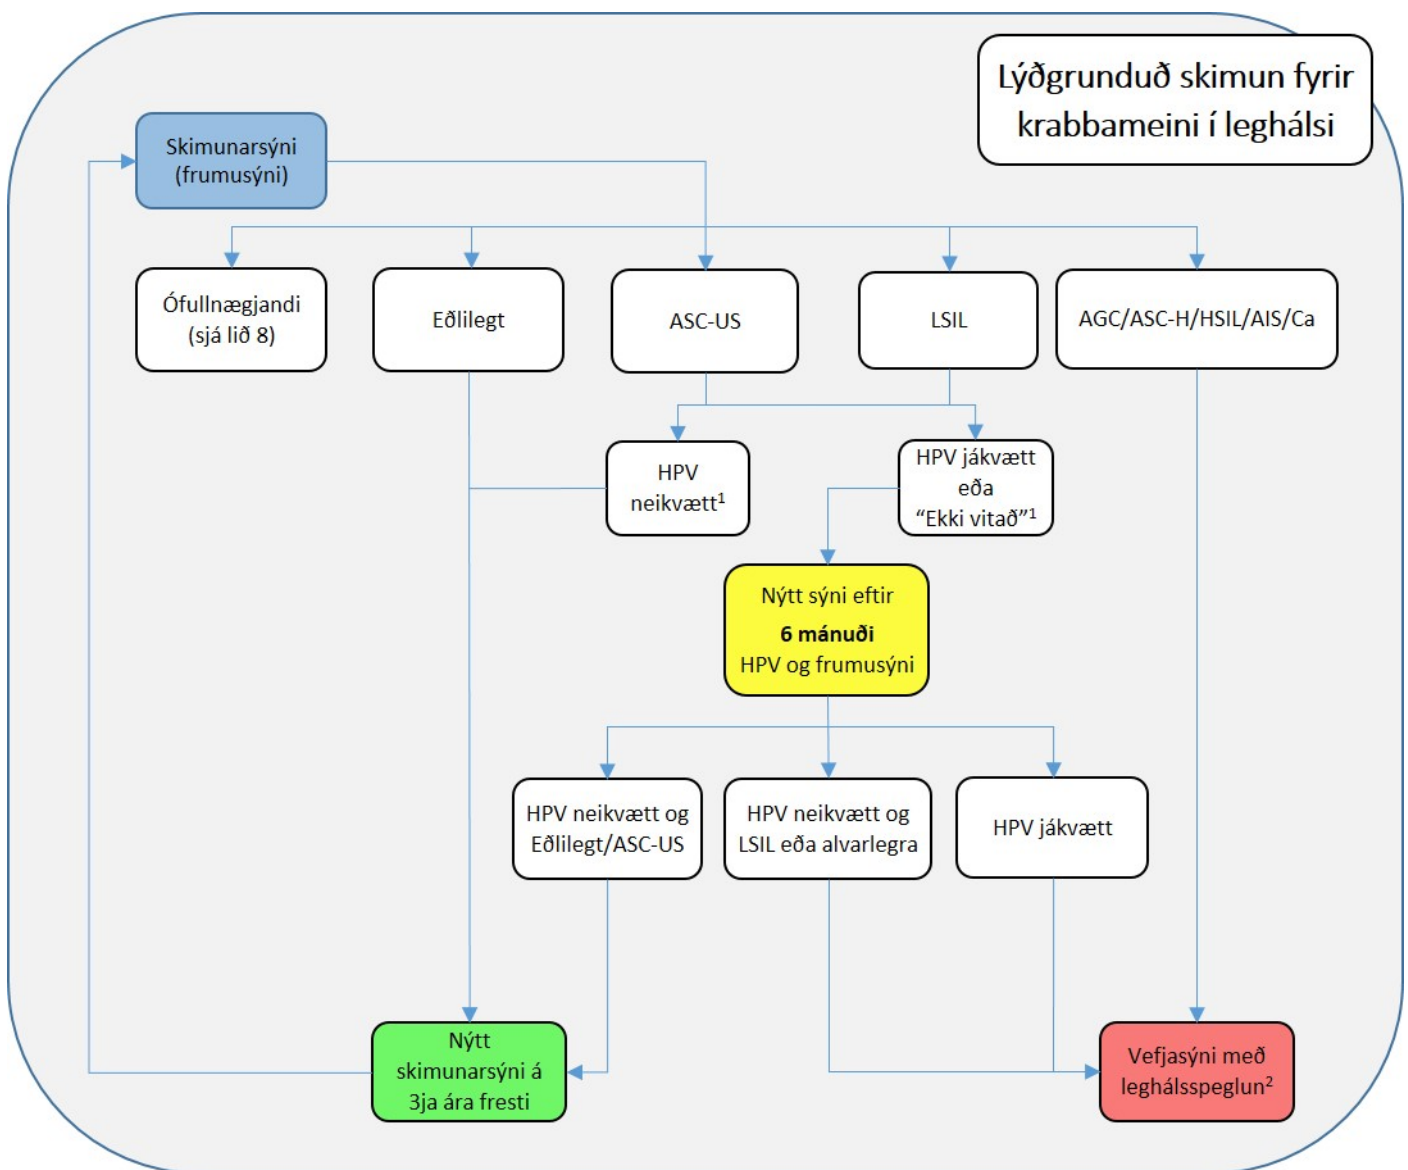 Lýðgrunduð skimun fyrir
krabbameini í leghálsi
Skimunarsýni
(frumusýni)
Ófullnægjandi
(sjá lið 8)
Eðlilegt
ASC-US
LSIL
AGC/ASC-H/HSIL/AIS/Ca
HPV
neikvætt¹
HPV jákvætt
eða
“Ekki vitað”¹
Nýtt sýni eftir
6 mánuði
HPV og frumusýni
HPV neikvætt og
Eðlilegt/ASC-US
HPV neikvætt og
LSIL eða alvarlegra
HPV jákvætt
Nýtt
skimunarsýni á
3ja ára fresti
Vefjasýni með
leghálsspeglun²